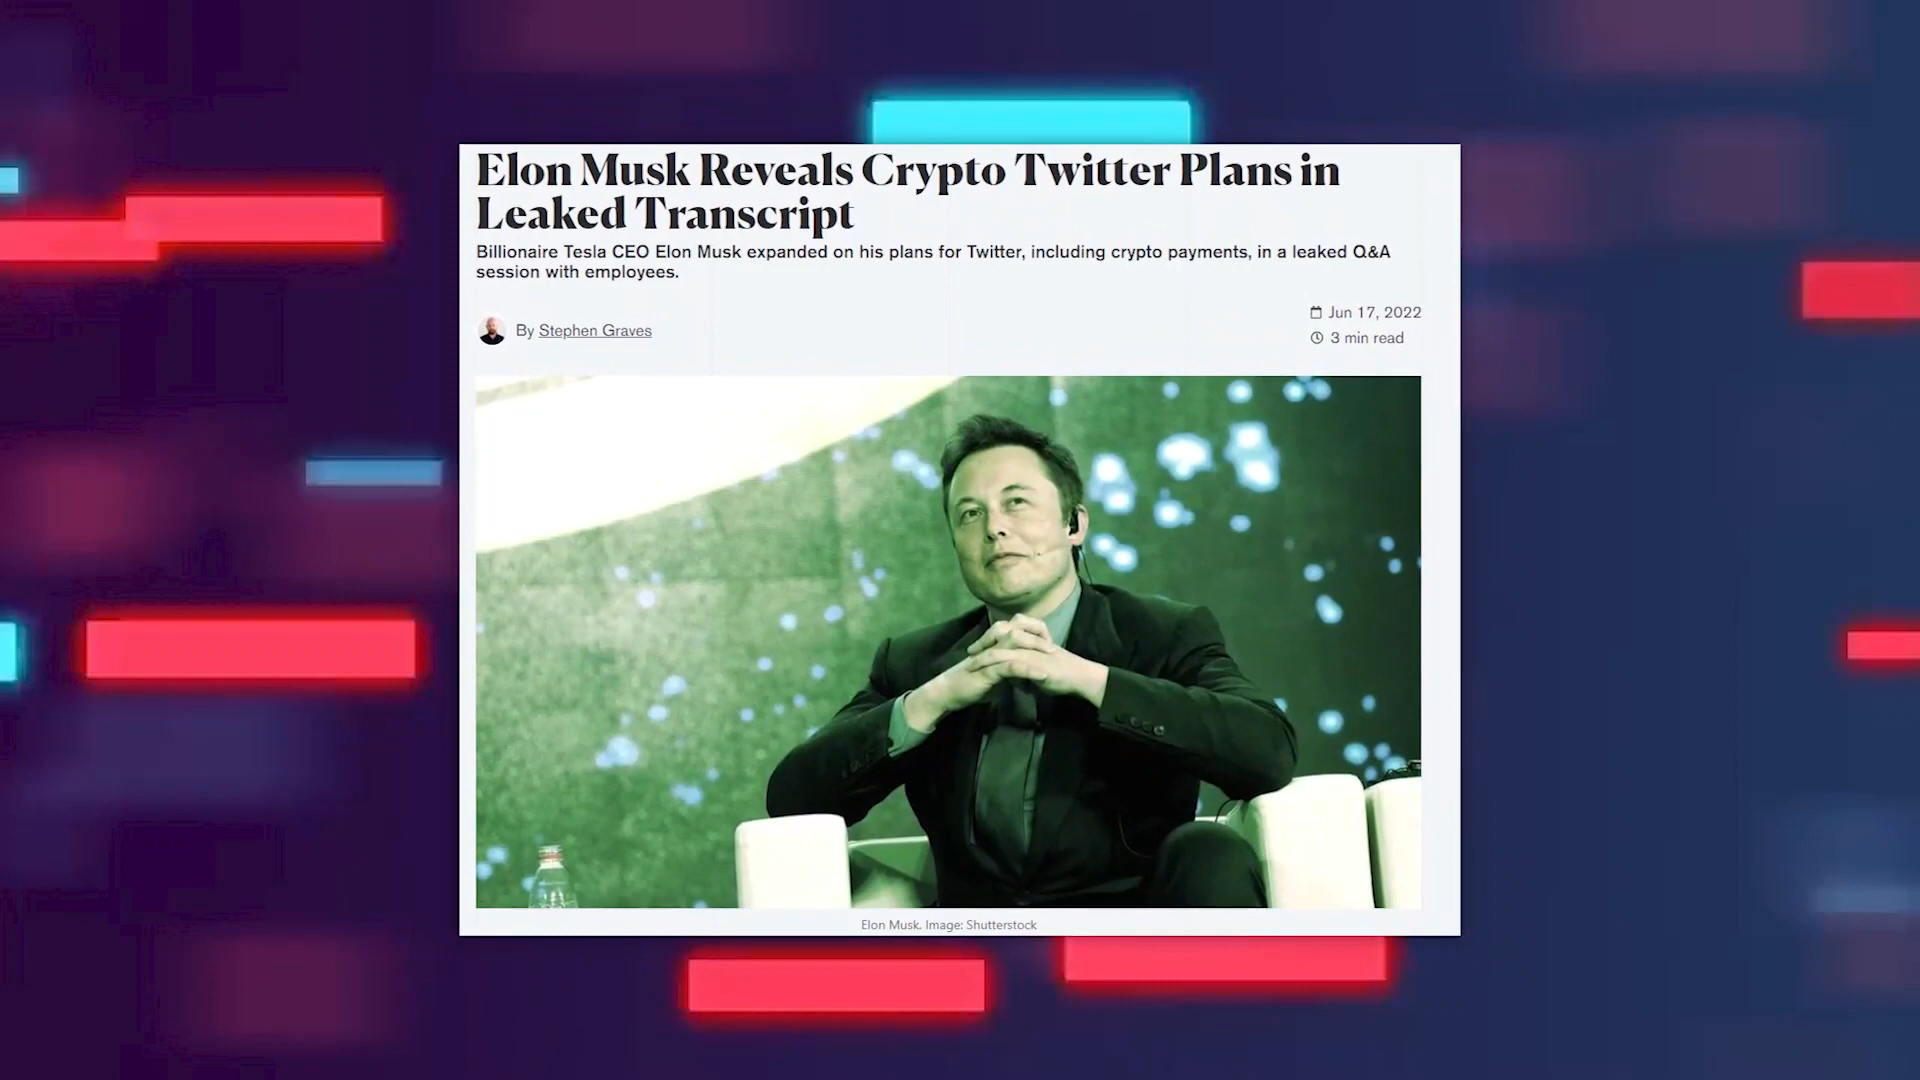 Elon Musk Reveals Crypto Twitter Plans in
Leaked Transcript
Billionaire Tesla CEO Elon Musk expanded on his plans for Twitter, including crypto payments, in a leaked Q&A
session with employees.
By Stephen Graves
Jun 17, 2022
3 min read
Elon Musk. Image: Shutterstock